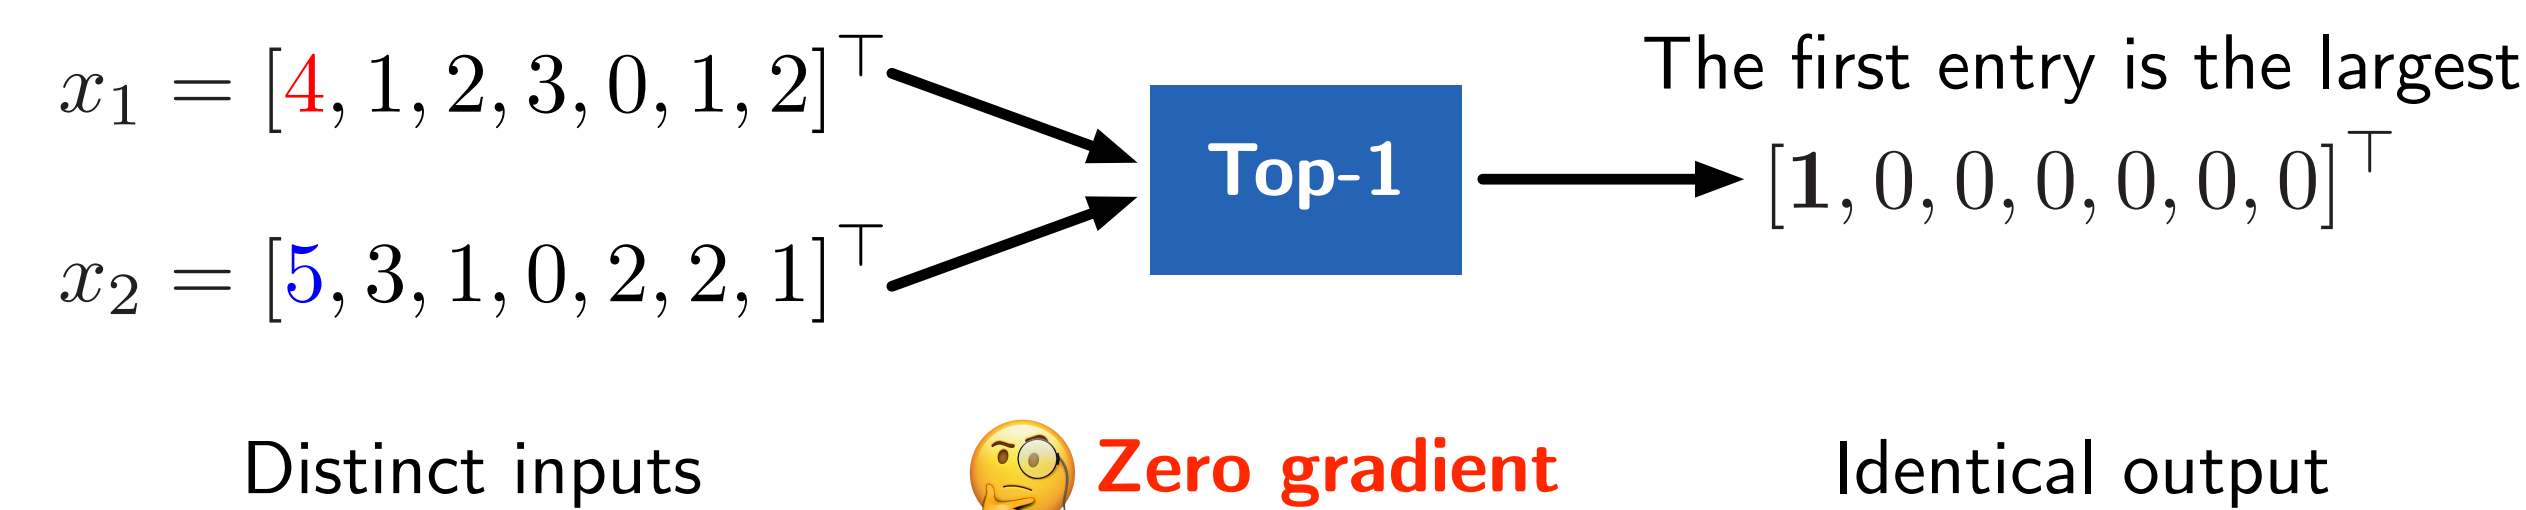 x₁ = [4, 1, 2, 3, 0, 1, 2]⊤
x₂ = [5, 3, 1, 0, 2, 2, 1]⊤
Top-1
The first entry is the largest
[1, 0, 0, 0, 0, 0, 0]⊤
Distinct inputs
Zero gradient
Identical output